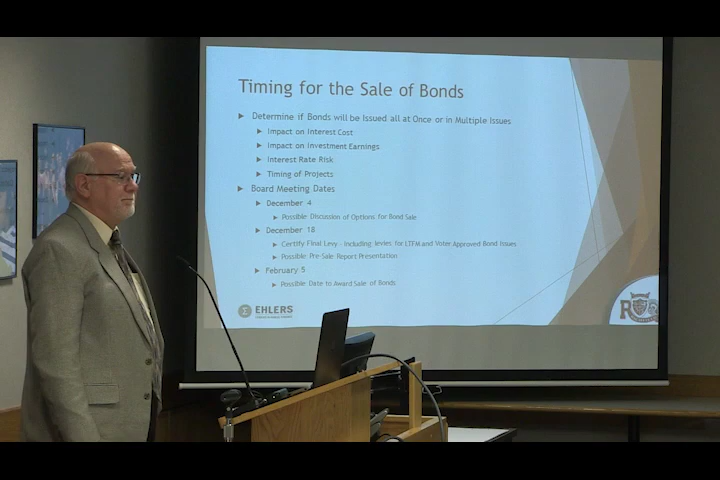 Timing for the Sale of Bonds
Determine if Bonds will be Issued all at Once or in Multiple Issues
Impact on Interest Cost
Impact on Investment Earnings
Interest Rate Risk
Timing of Projects
Board Meeting Dates
December 4
Possible Discussion of Options for Bond Sale
December 18
Certify Final Levy - including levies for LTFM and Voter Approved Bond Issues
Possible Pre-Sale Report Presentation
February 5
Possible Date to Award Sale of Bonds
EHLERS